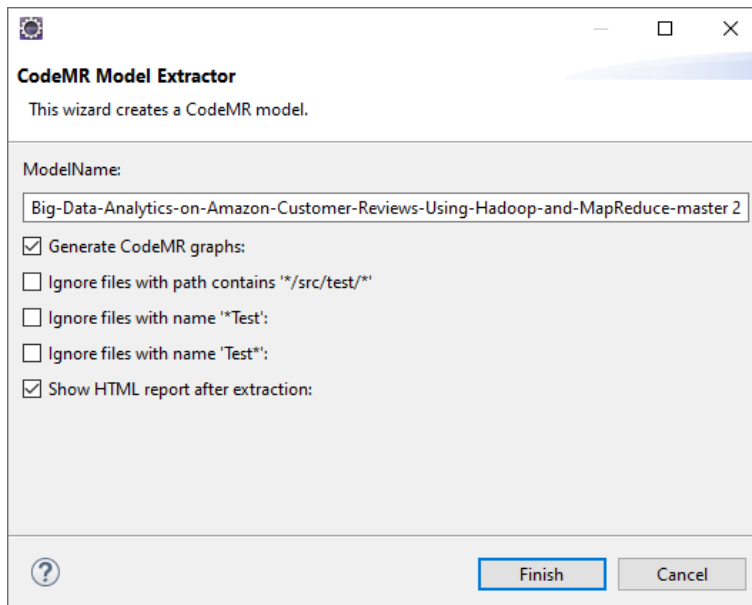 CodeMR Model Extractor
This wizard creates a CodeMR model.
ModelName:
Big-Data-Analytics-on-Amazon-Customer-Reviews-Using-Hadoop-and-MapReduce-master 2
Generate CodeMR graphs:
Ignore files with path contains '*/src/test/*'
Ignore files with name '*Test':
Ignore files with name 'Test*':
Show HTML report after extraction:
?
Finish Cancel